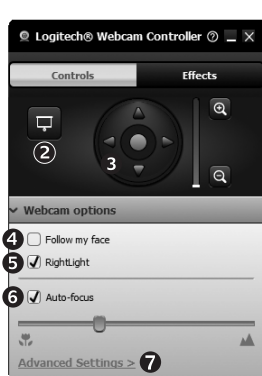 Logitech® Webcam Controller
Controls Effects
2
3
Webcam options
4 Follow my face
5 RightLight
6 Auto-focus
Advanced Settings > 7